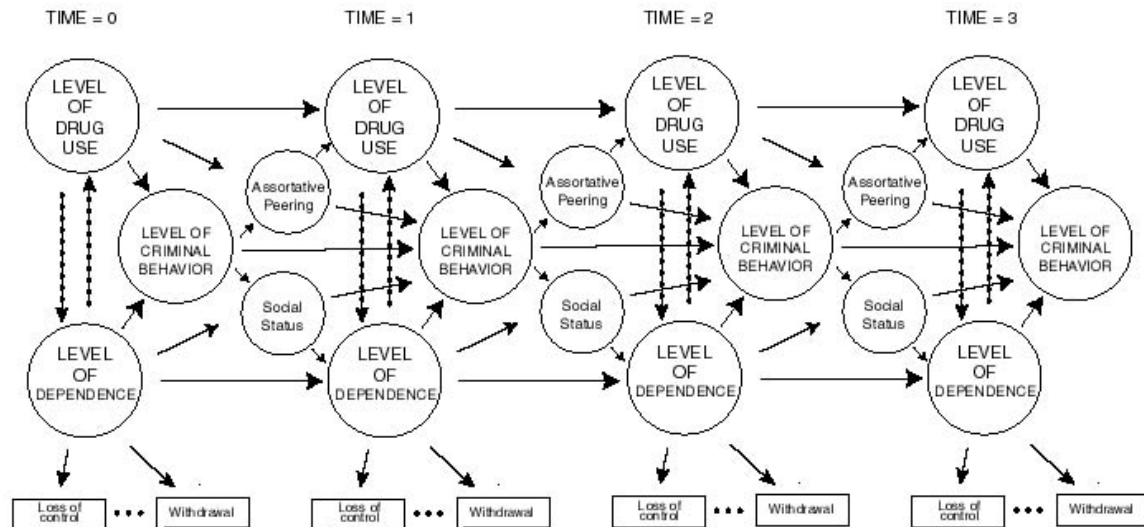 TIME = 0
TIME = 1
TIME = 2
TIME = 3
LEVEL
OF
DRUG
USE
LEVEL
OF
DRUG
USE
LEVEL
OF
DRUG
USE
LEVEL
OF
DRUG
USE
Assortative
Peering
Assortative
Peering
Assortative
Peering
LEVEL OF
CRIMINAL
BEHAVIOR
LEVEL OF
CRIMINAL
BEHAVIOR
LEVEL OF
CRIMINAL
BEHAVIOR
LEVEL OF
CRIMINAL
BEHAVIOR
Social
Status
Social
Status
Social
Status
LEVEL
OF
DEPENDENCE
LEVEL
OF
DEPENDENCE
LEVEL
OF
DEPENDENCE
LEVEL
OF
DEPENDENCE
Loss of
control
Withdrawal
Loss of
control
Withdrawal
Loss of
control
Withdrawal
Loss of
control
Withdrawal